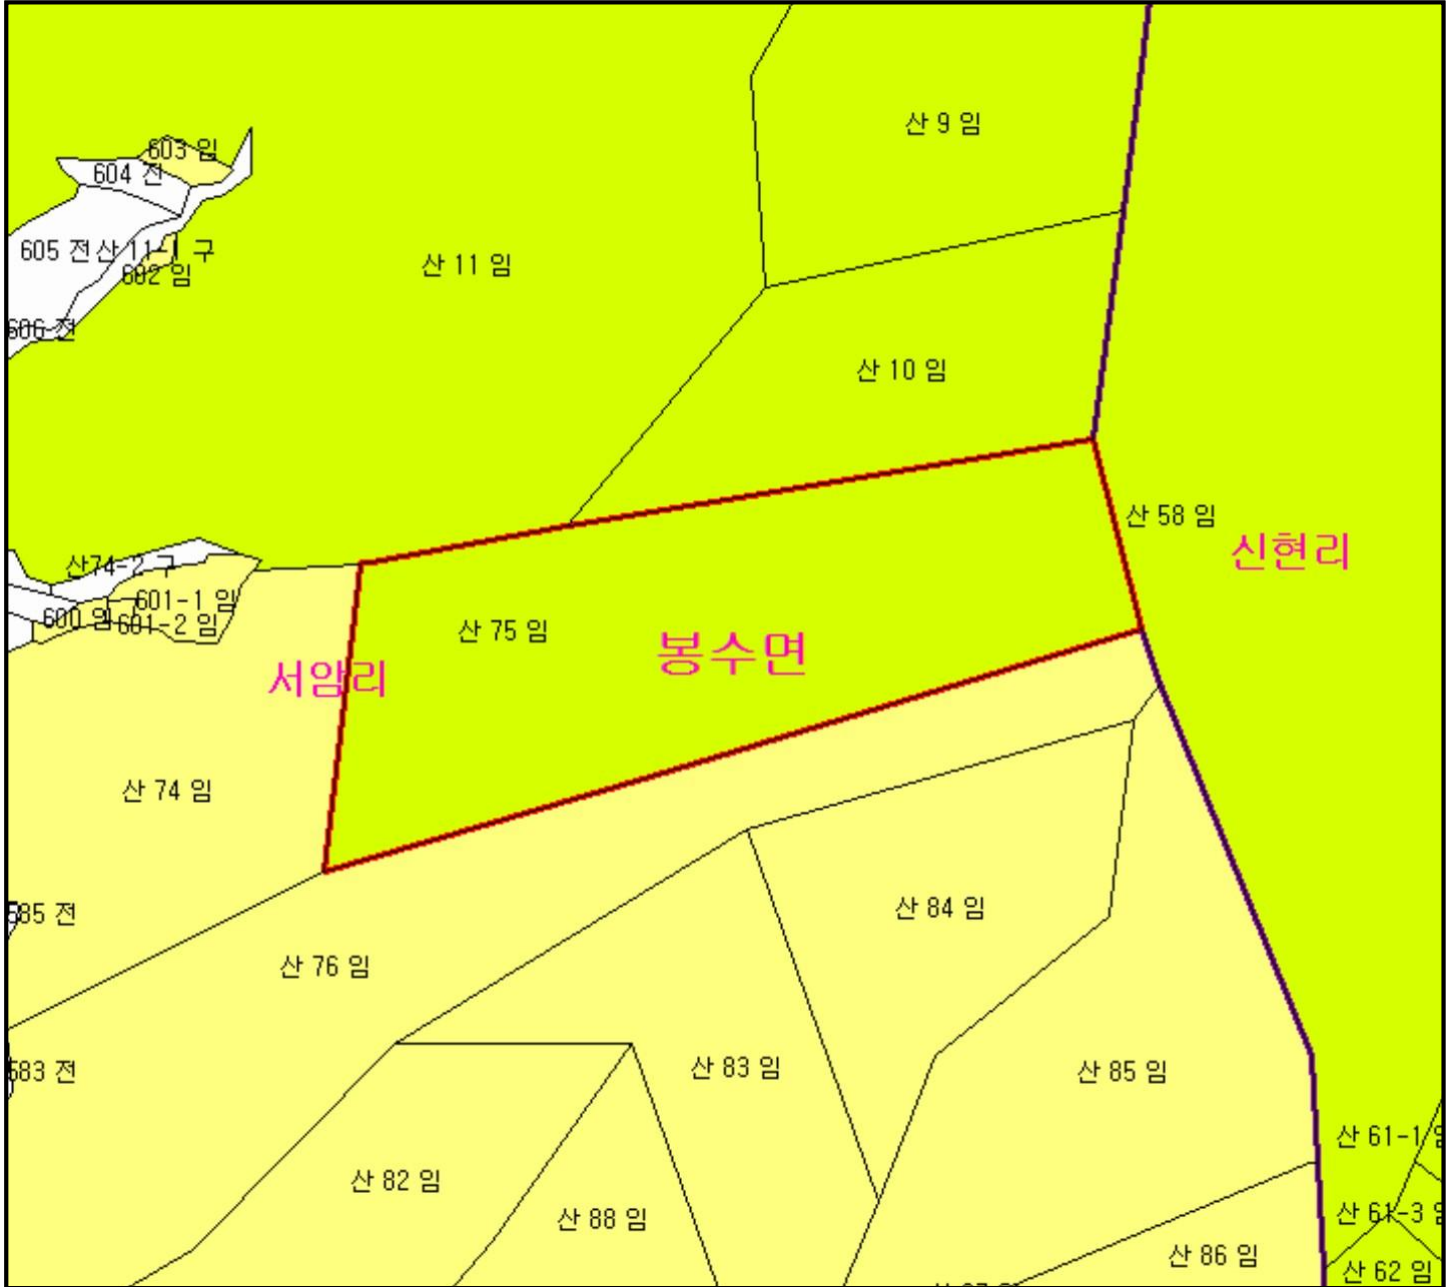 산 9 임
603 임
604 전
605 전
산 11-1 구
602 임
산 11 임
606 전
산 10 임
산 58 임
신현리
산74-2 구
601-1 임
600 임
601-2 임
산 75 임
봉수면
서암리
산 74 임
585 전
산 84 임
산 76 임
583 전
산 83 임
산 85 임
산 61-1
산 82 임
산 88 임
산 61-3
산 86 임
산 62 임